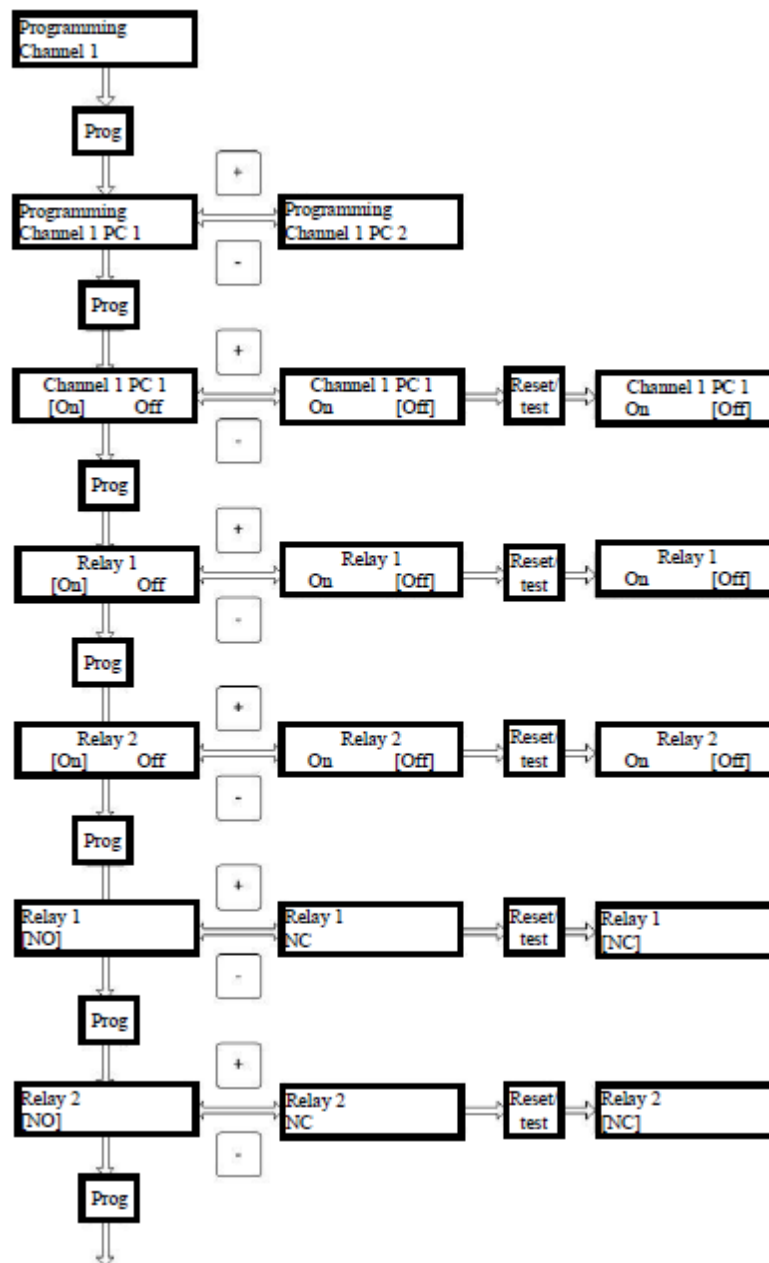 Programming
Channel 1
Prog
+
Programming
Channel 1 PC 1
Programming
Channel 1 PC 2
-
Prog
+
Channel 1 PC 1
[On] Off
Channel 1 PC 1
On [Off]
Reset/
test
Channel 1 PC 1
On [Off]
-
Prog
+
Relay 1
[On] Off
Relay 1
On [Off]
Reset/
test
Relay 1
On [Off]
-
Prog
+
Relay 2
[On] Off
Relay 2
On [Off]
Reset/
test
Relay 2
On [Off]
-
Prog
+
Relay 1
[NO]
Relay 1
NC
Reset/
test
Relay 1
[NC]
-
Prog
+
Relay 2
[NO]
Relay 2
NC
Reset/
test
Relay 2
[NC]
-
Prog